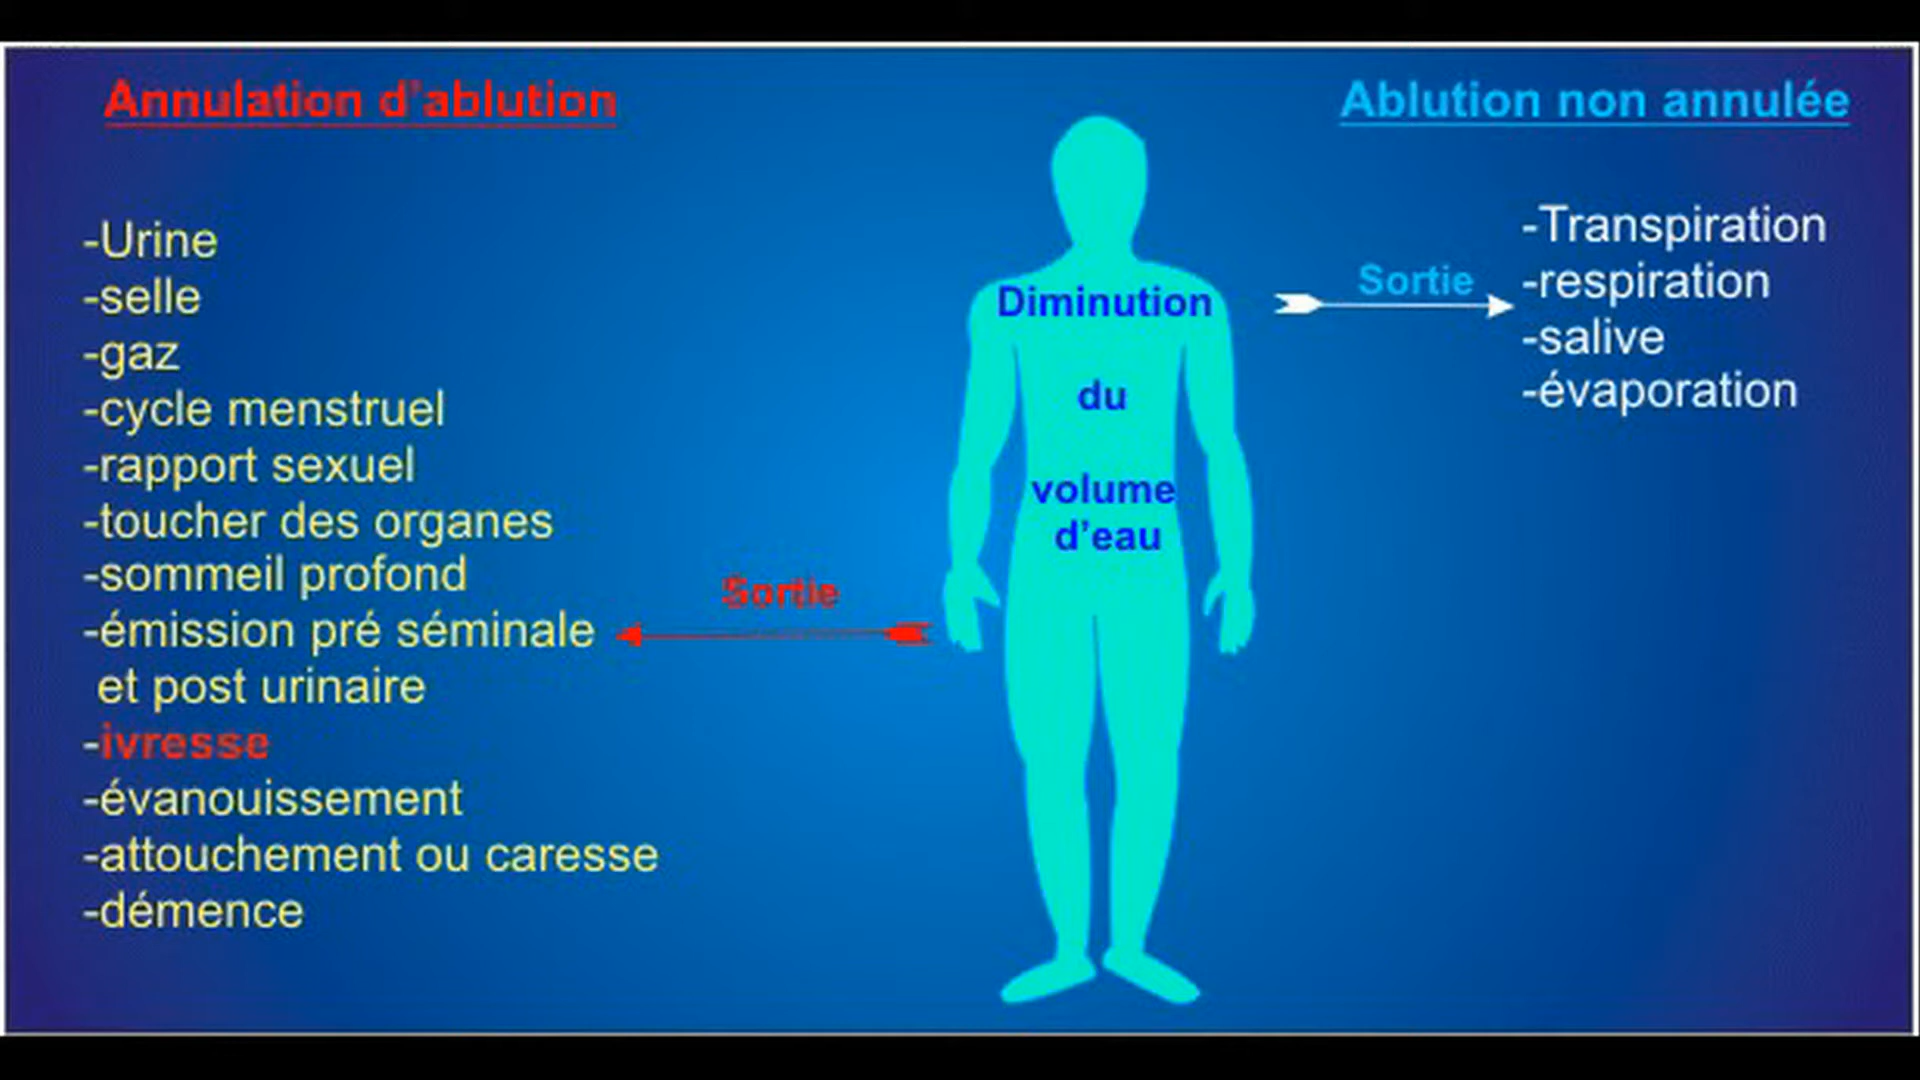 Annulation d'ablution
-Urine
-selle
-gaz
-cycle menstruel
-rapport sexuel
-toucher des organes
-sommeil profond
-émission pré séminale
et post urinaire
-ivresse
-évanouissement
-attouchement ou caresse
-démence
Sortie
Diminution
du
volume
d'eau
Ablution non annulée
Sortie
-Transpiration
-respiration
-salive
-évaporation